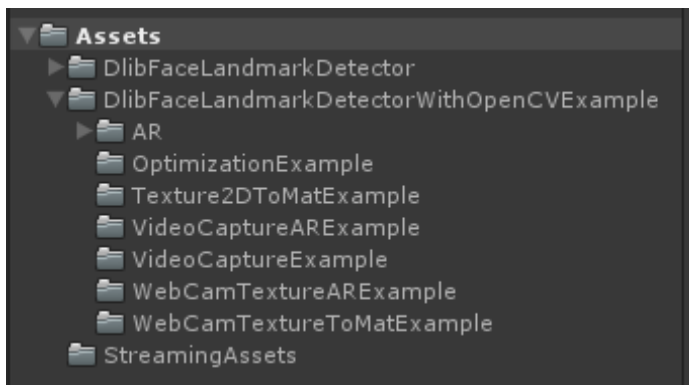 Assets
DlibFaceLandmarkDetector
DlibFaceLandmarkDetectorWithOpenCVExample
AR
OptimizationExample
Texture2DToMatExample
VideoCaptureARExample
VideoCaptureExample
WebCamTextureARExample
WebCamTextureToMatExample
StreamingAssets